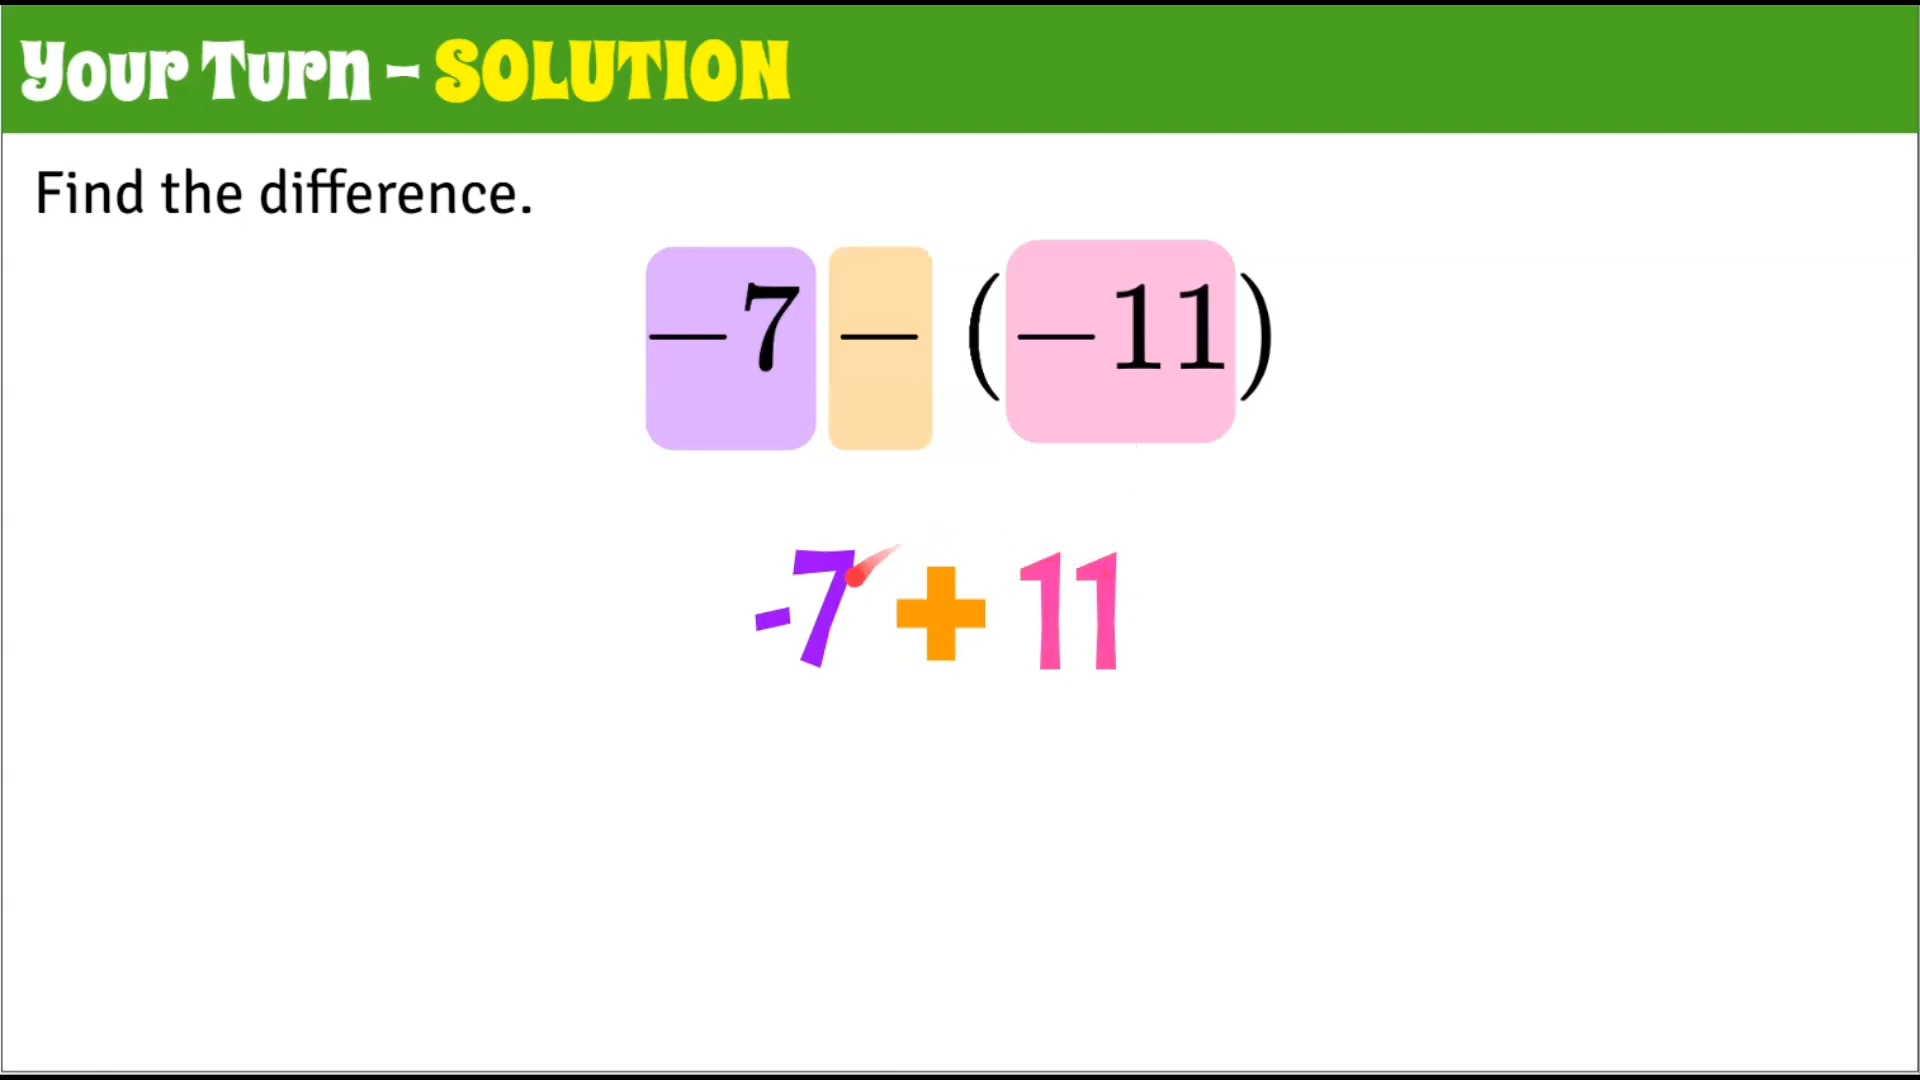 Your Turn - SOLUTION
Find the difference.
−7 − (−11)
-7 + 11